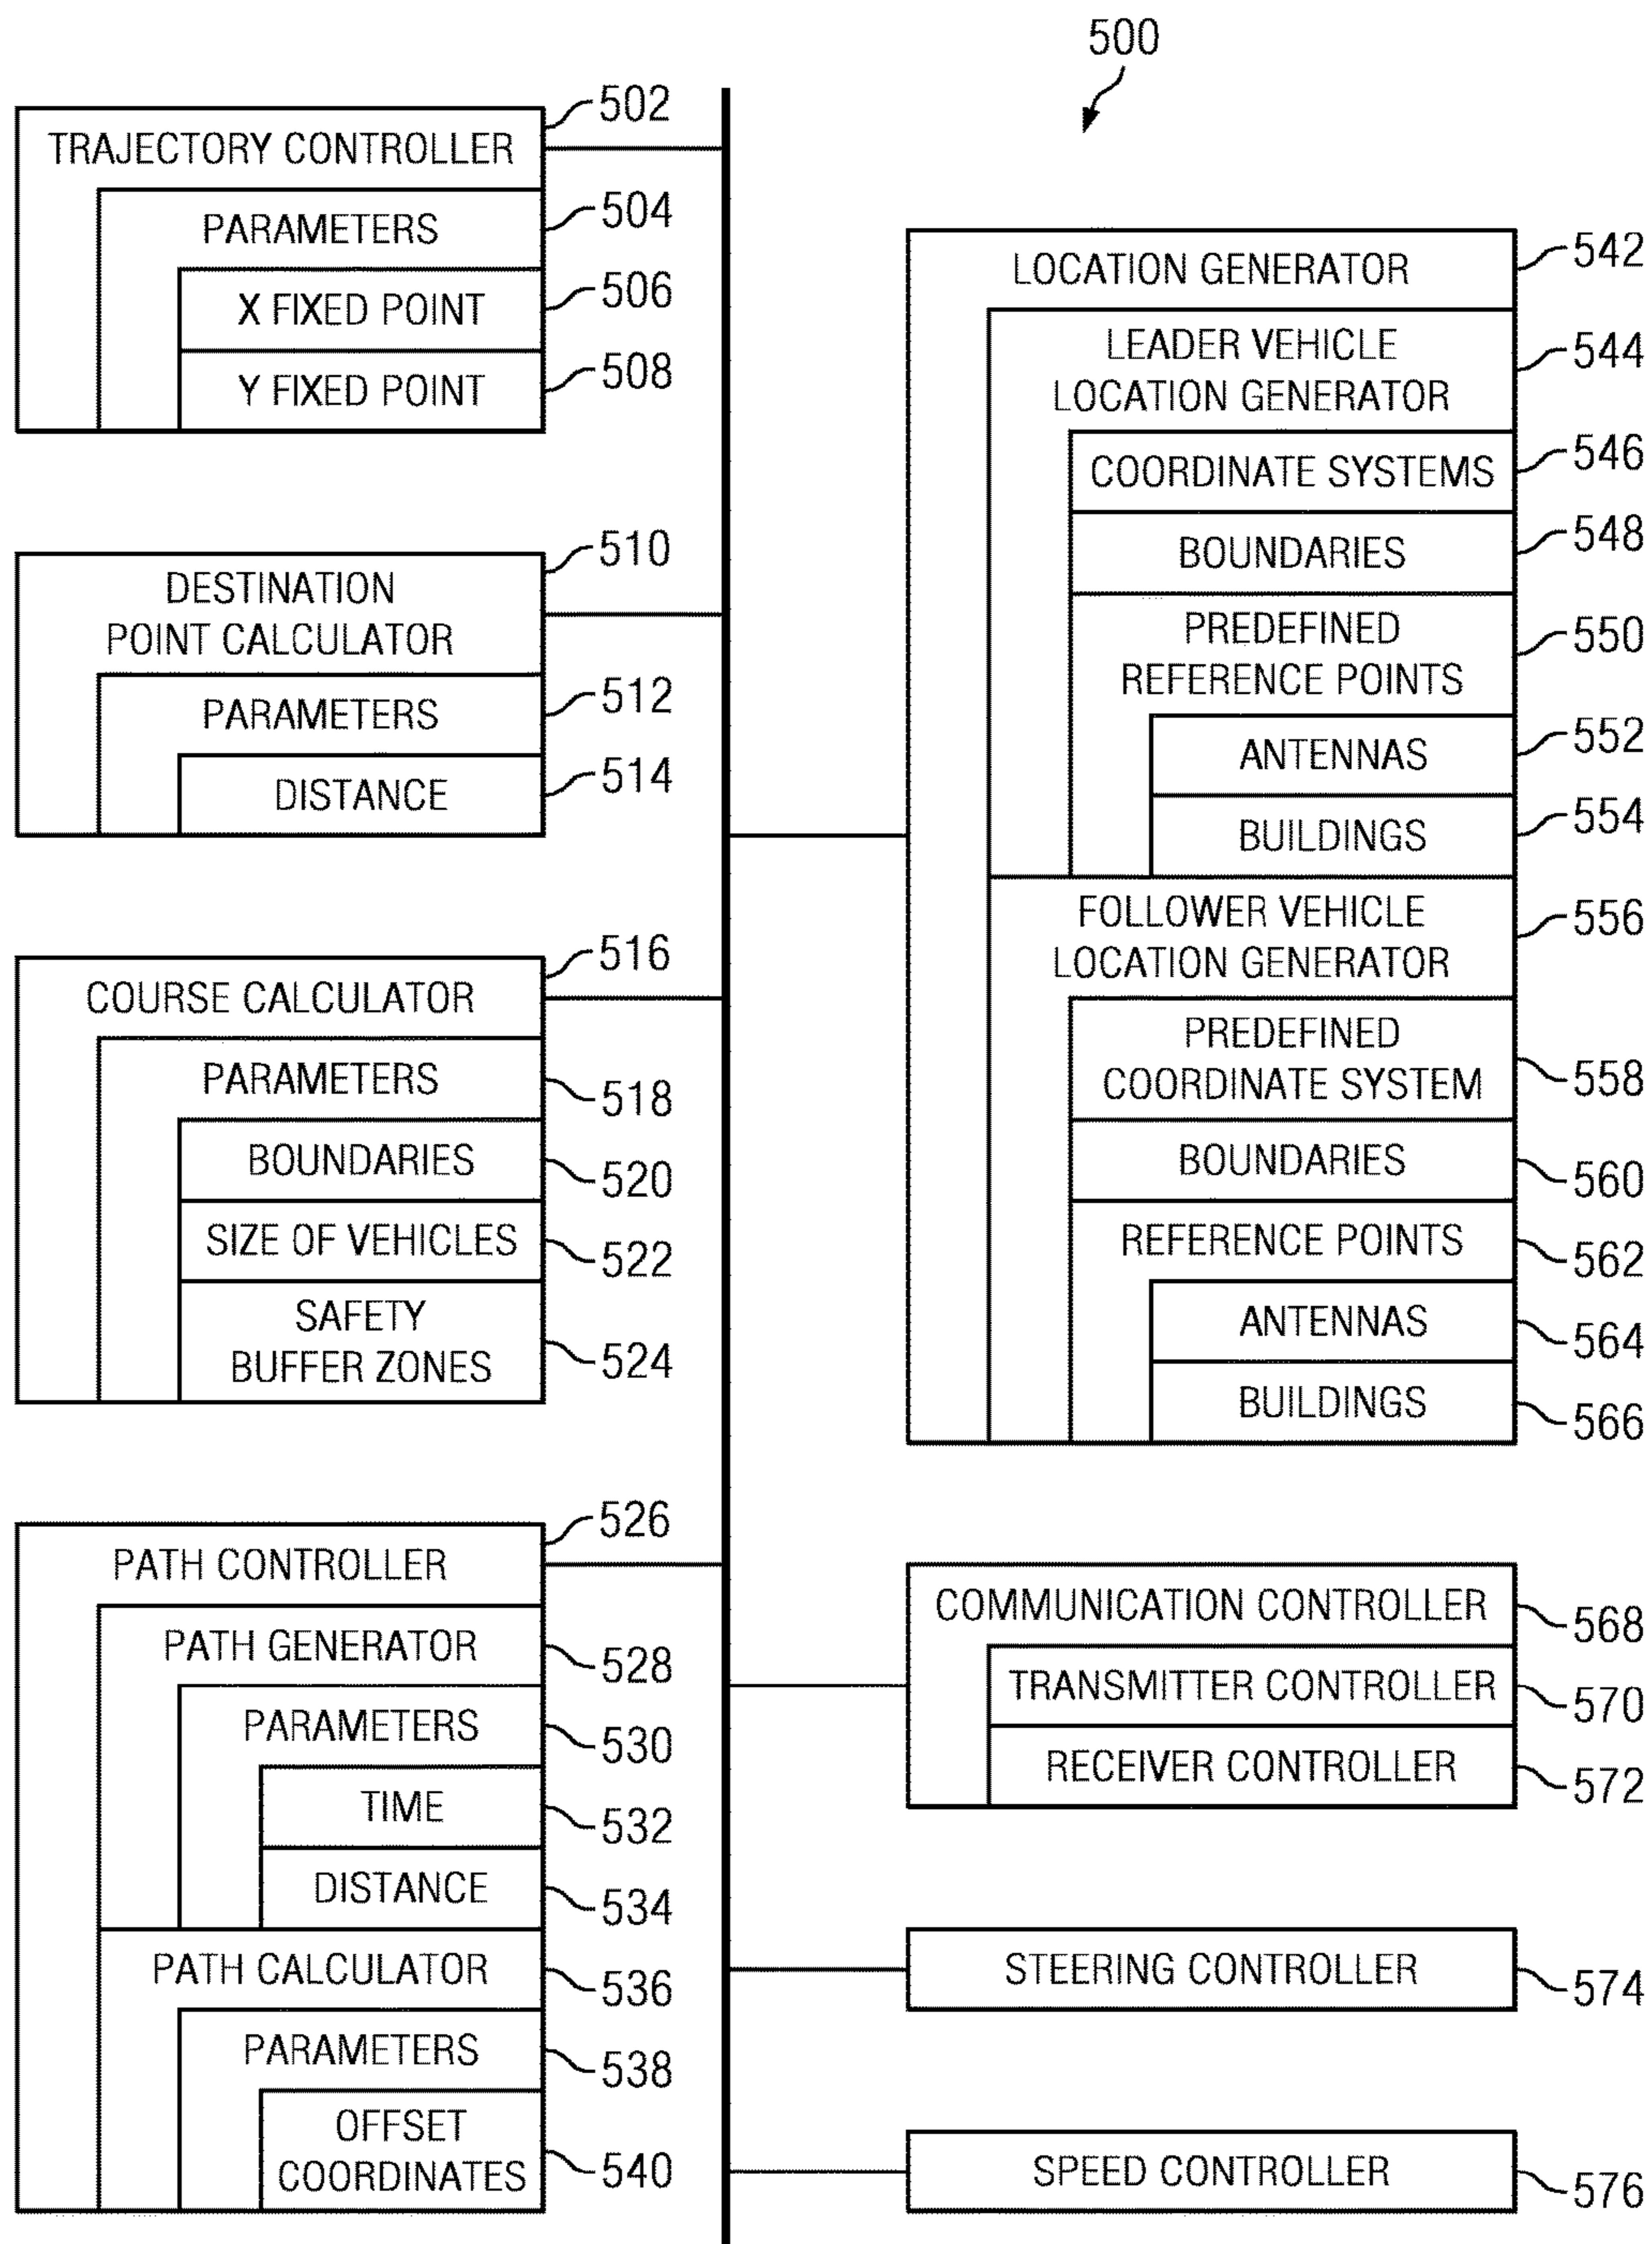 500
502
TRAJECTORY CONTROLLER
504
PARAMETERS
506
X FIXED POINT
508
Y FIXED POINT
510
DESTINATION
POINT CALCULATOR
512
PARAMETERS
514
DISTANCE
516
COURSE CALCULATOR
PARAMETERS
518
BOUNDARIES
520
SIZE OF VEHICLES
522
SAFETY
BUFFER ZONES
524
526
PATH CONTROLLER
PATH GENERATOR
528
PARAMETERS
530
TIME
532
DISTANCE
534
PATH CALCULATOR
536
PARAMETERS
538
OFFSET
COORDINATES
540
542
LOCATION GENERATOR
LEADER VEHICLE
LOCATION GENERATOR
544
COORDINATE SYSTEMS
546
BOUNDARIES
548
PREDEFINED
REFERENCE POINTS
550
ANTENNAS
552
BUILDINGS
554
FOLLOWER VEHICLE
LOCATION GENERATOR
556
PREDEFINED
COORDINATE SYSTEM
558
BOUNDARIES
560
REFERENCE POINTS
562
ANTENNAS
564
BUILDINGS
566
COMMUNICATION CONTROLLER
568
TRANSMITTER CONTROLLER
570
RECEIVER CONTROLLER
572
STEERING CONTROLLER
574
SPEED CONTROLLER
576